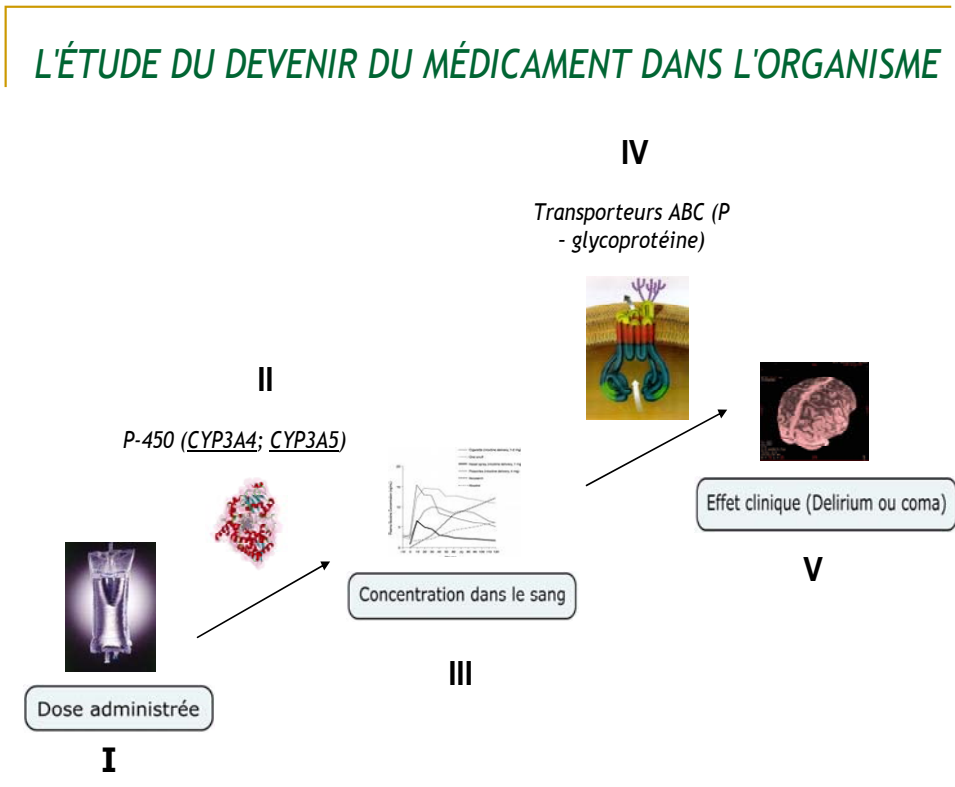 L'ÉTUDE DU DEVENIR DU MÉDICAMENT DANS L'ORGANISME
IV
Transporteurs ABC (P
- glycoprotéine)
II
P-450 (CYP3A4; CYP3A5)
Effet clinique (Delirium ou coma)
V
Concentration dans le sang
III
Dose administrée
I